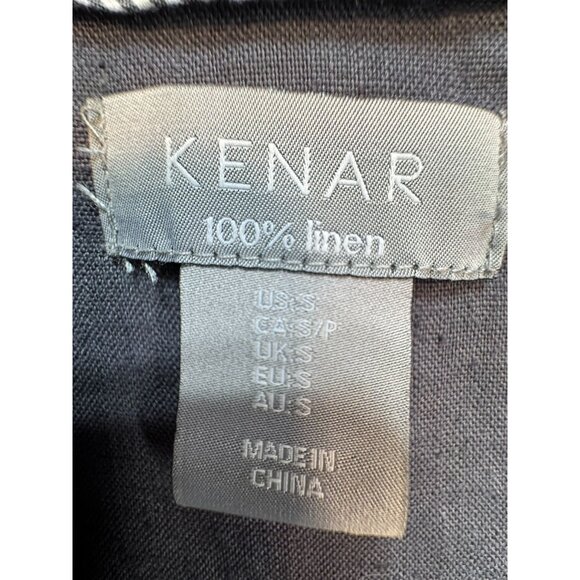 KENAR
100% linen
US:S
CA:S/P
UK:S
EU:S
AU:S
MADE IN
CHINA